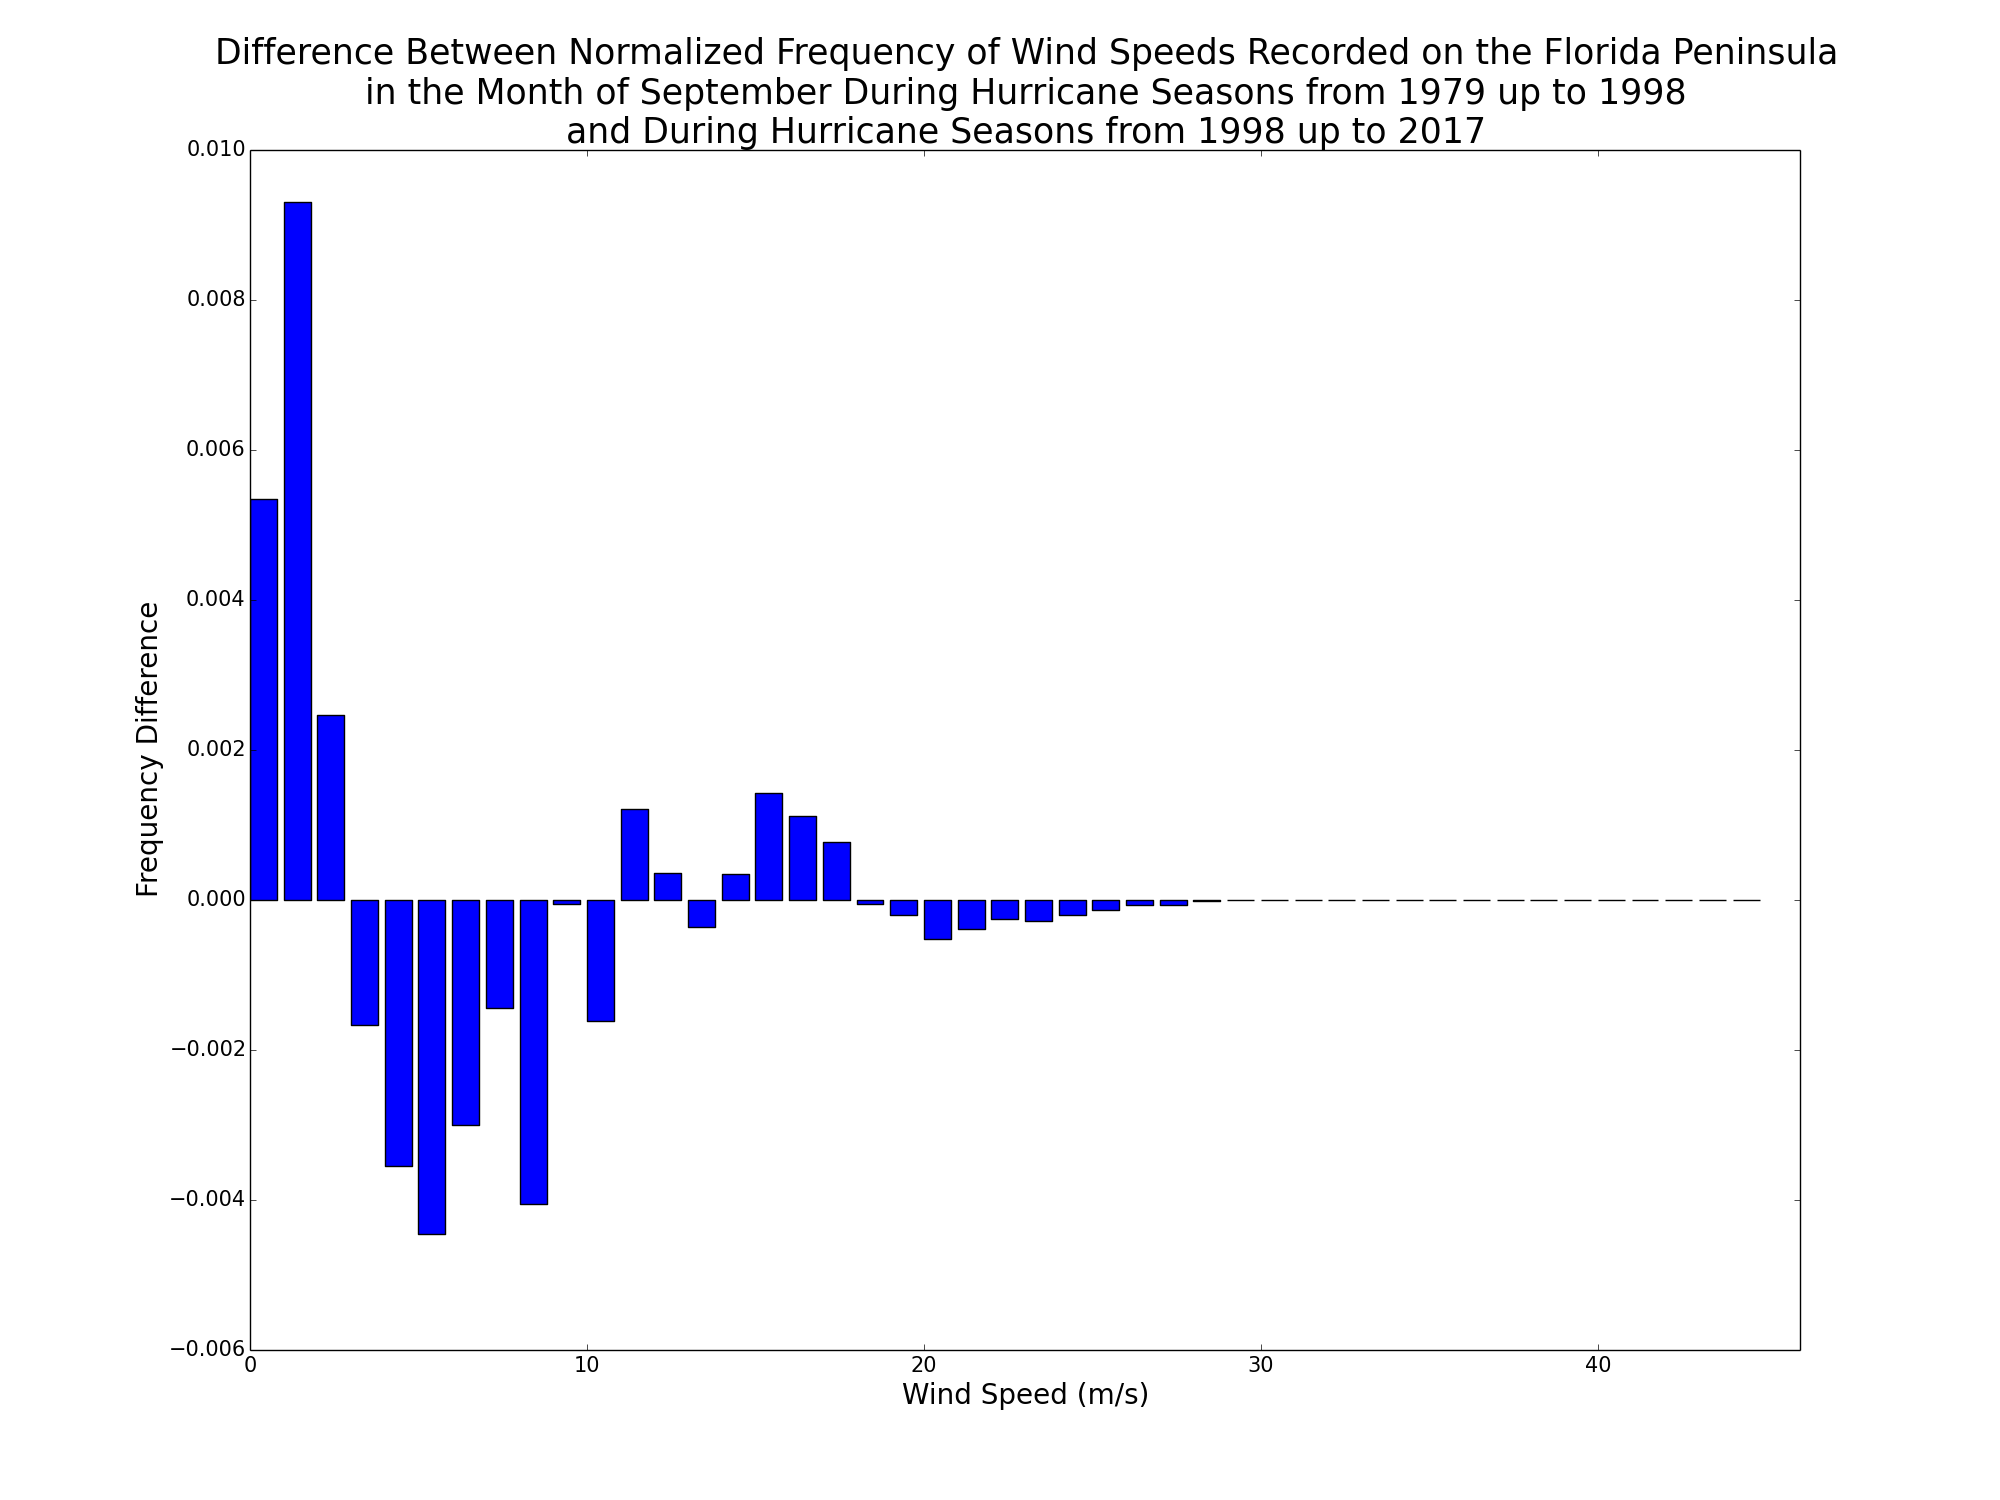 Difference Between Normalized Frequency of Wind Speeds Recorded on the Florida Peninsula
in the Month of September During Hurricane Seasons from 1979 up to 1998
and During Hurricane Seasons from 1998 up to 2017
0.010
0.008
0.006
0.004
0.002
0.000
−0.002
−0.004
−0.006
Frequency Difference
0 10 20 30 40
Wind Speed (m/s)